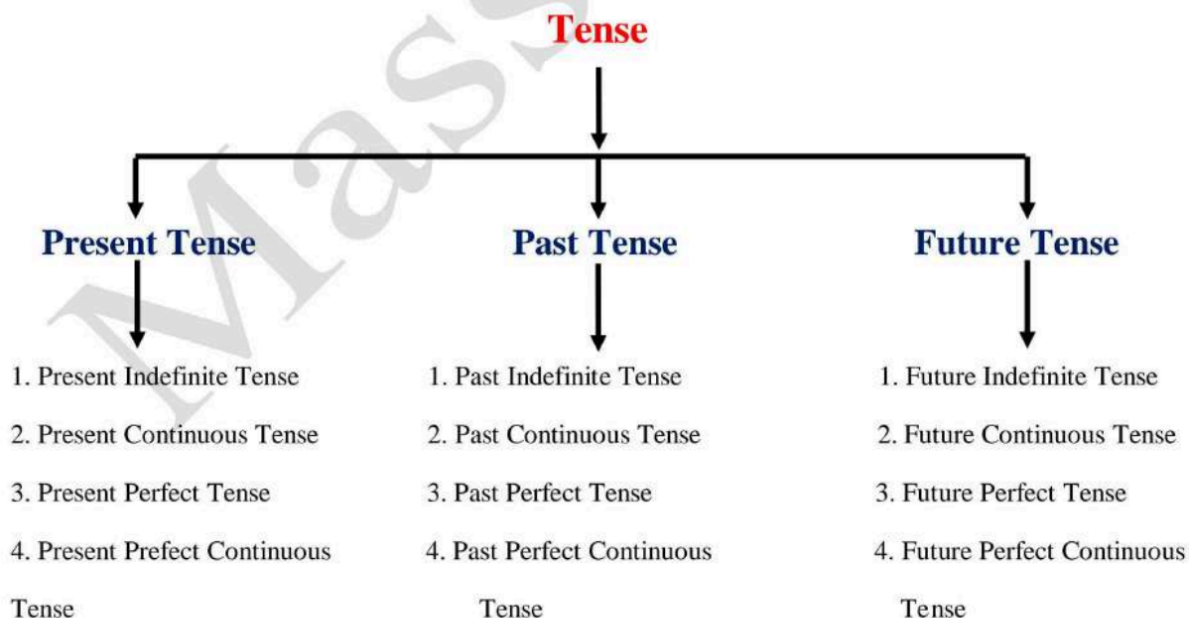 Tense
Present Tense
Past Tense
Future Tense
1. Present Indefinite Tense
2. Present Continuous Tense
3. Present Perfect Tense
4. Present Prefect Continuous
Tense
1. Past Indefinite Tense
2. Past Continuous Tense
3. Past Perfect Tense
4. Past Perfect Continuous
Tense
1. Future Indefinite Tense
2. Future Continuous Tense
3. Future Perfect Tense
4. Future Perfect Continuous
Tense
Mass